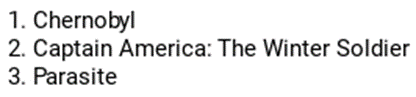 1. Chernobyl
2. Captain America: The Winter Soldier
3. Parasite